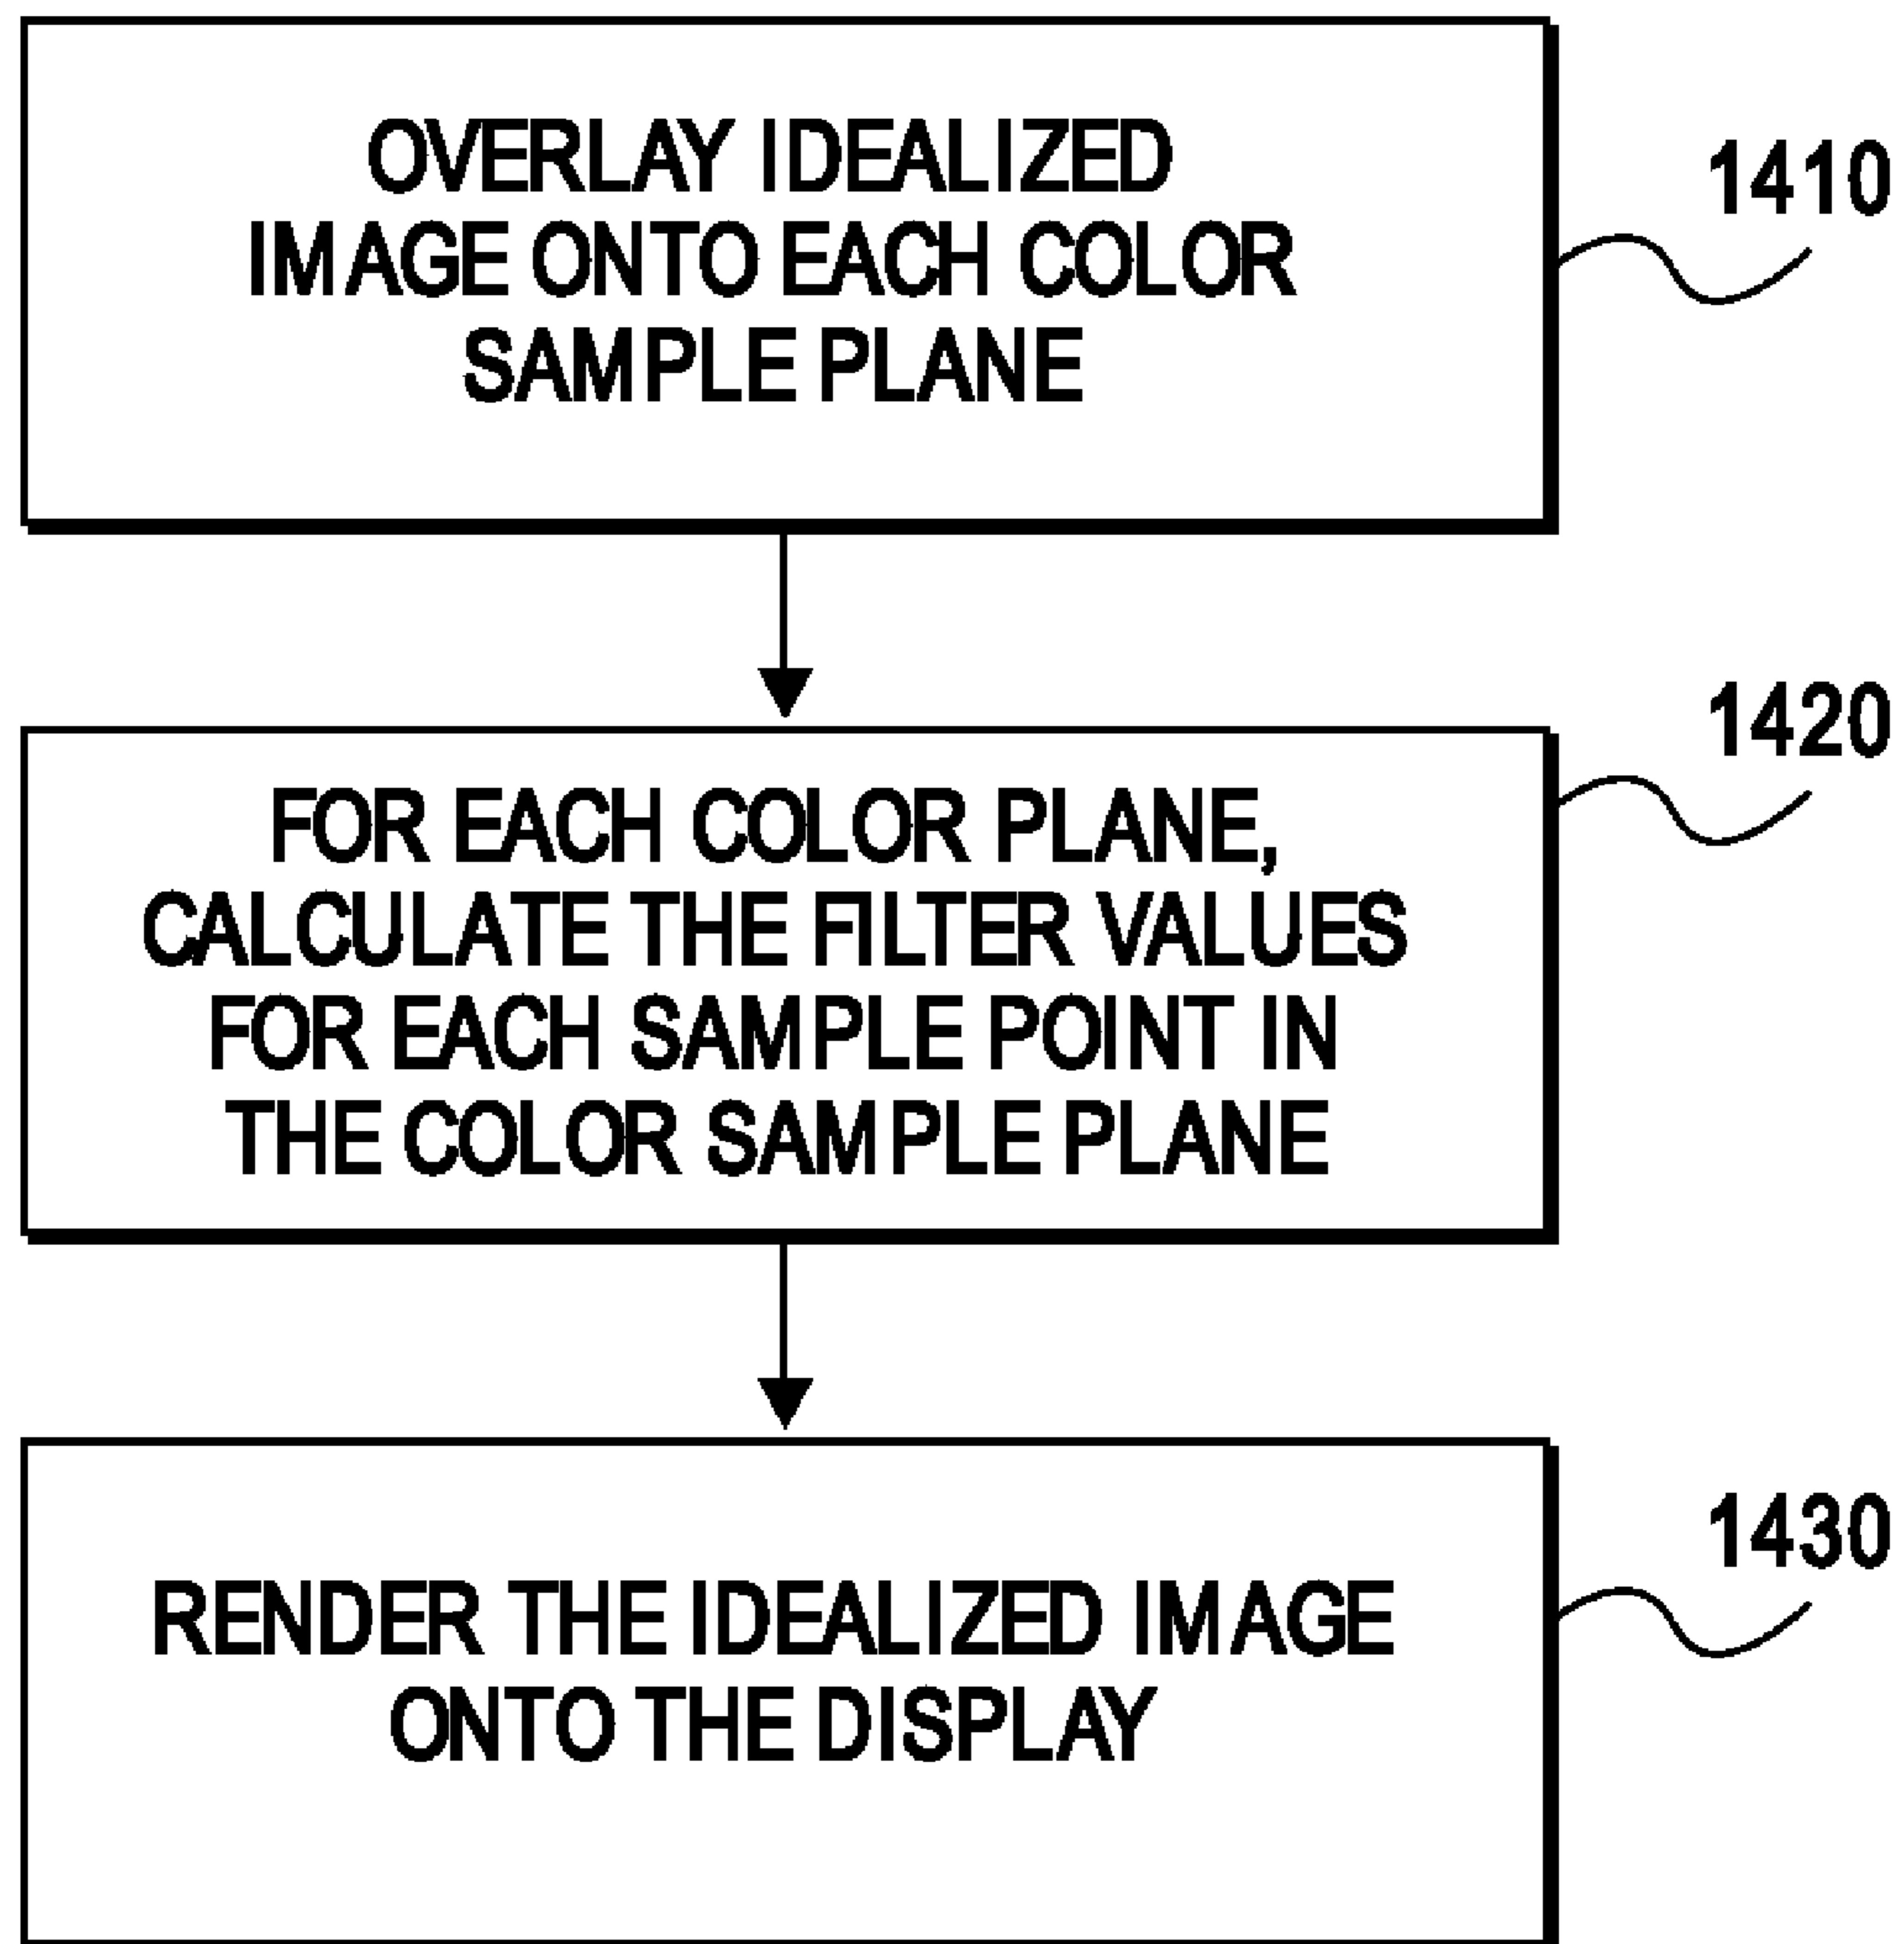 OVERLAY IDEALIZED
IMAGE ONTO EACH COLOR
SAMPLE PLANE
1410
FOR EACH COLOR PLANE,
CALCULATE THE FILTER VALUES
FOR EACH SAMPLE POINT IN
THE COLOR SAMPLE PLANE
1420
RENDER THE IDEALIZED IMAGE
ONTO THE DISPLAY
1430